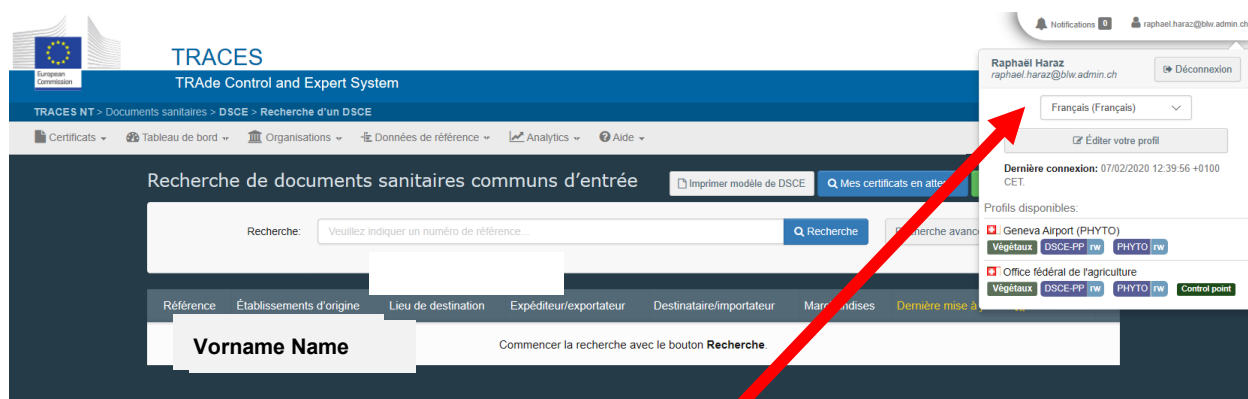 Notifications 0 raphael.haraz@blw.admin.ch
European
Commission
TRACES
TRAde Control and Expert System
Raphaël Haraz
raphael.haraz@blw.admin.ch
Déconnexion
TRACES NT > Documents sanitaires > DSCE > Recherche d'un DSCE
Français (Français)
Certificats Tableau de bord Organisations Données de référence Analytics Aide
Éditer votre profil
Dernière connexion: 07/02/2020 12:39:56 +0100
CET.
Recherche de documents sanitaires communs d'entrée
Imprimer modèle de DSCE Mes certificats en
Profils disponibles:
Recherche: Veuillez indiquer un numéro de référence... Recherche
Geneva Airport (PHYTO)
Végétaux DSCE-PP rw PHYTO rw
Office fédéral de l'agriculture
Végétaux DSCE-PP rw PHYTO rw Control point
Référence Établissements d'origine Lieu de destination Expéditeur/exportateur Destinataire/importateur Dernière mise
Vorname Name
Commencer la recherche avec le bouton Recherche.